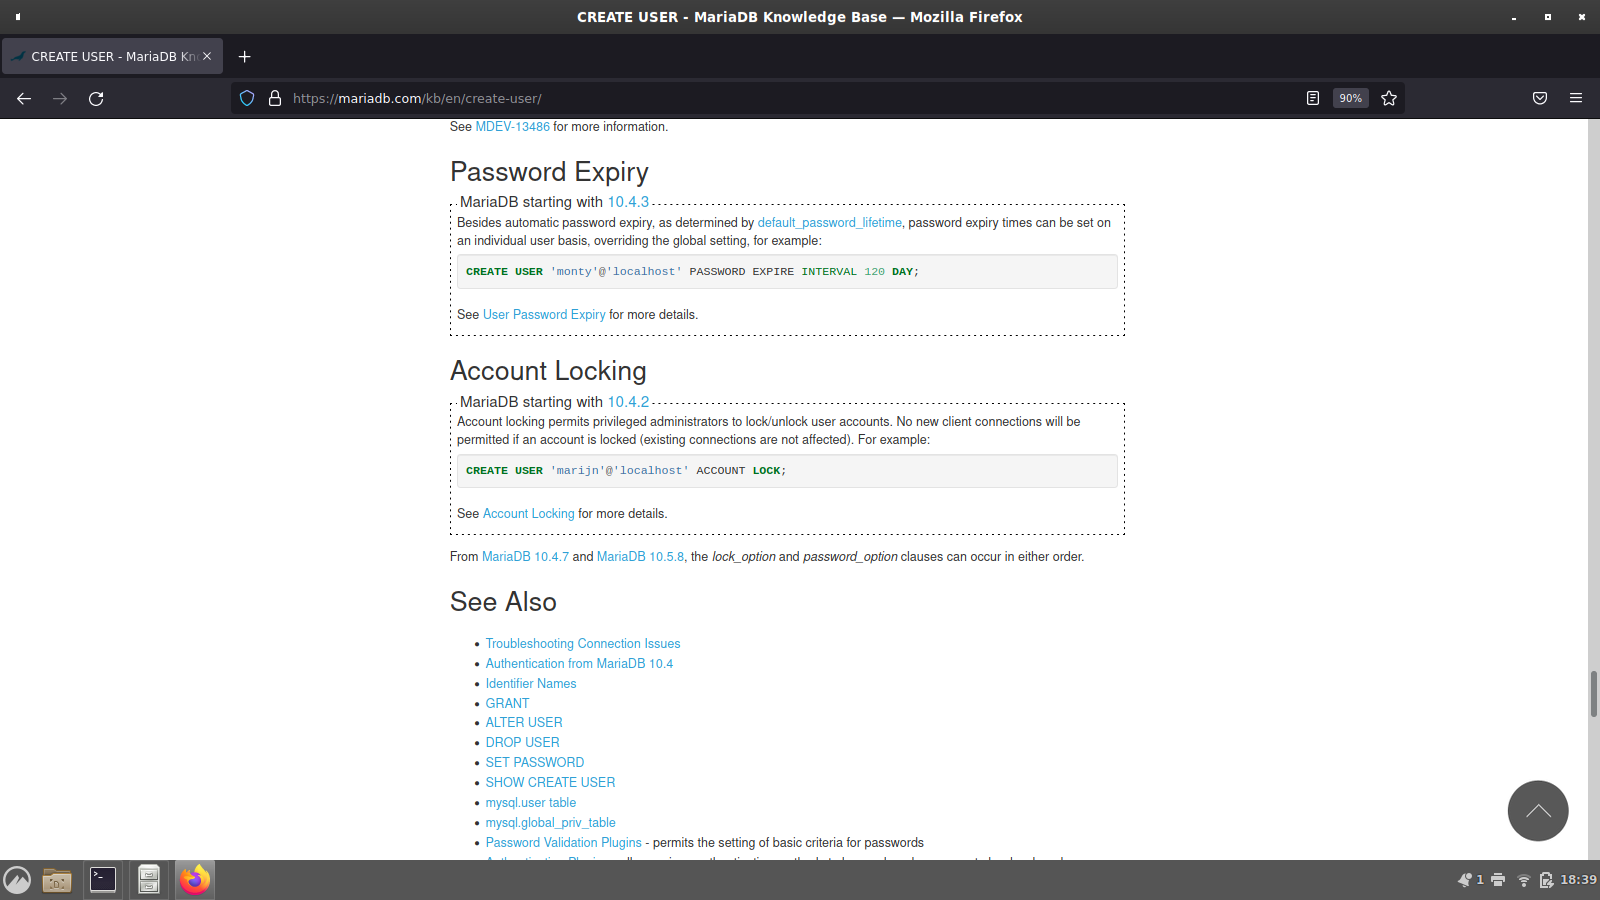 CREATE USER - MariaDB Knowledge Base — Mozilla Firefox
CREATE USER - MariaDB Kn
https://mariadb.com/kb/en/create-user/
90%
See MDEV-13486 for more information.
Password Expiry
MariaDB starting with 10.4.3
Besides automatic password expiry, as determined by default_password_lifetime, password expiry times can be set on
an individual user basis, overriding the global setting, for example:
CREATE USER 'monty'@'localhost' PASSWORD EXPIRE INTERVAL 120 DAY;
See User Password Expiry for more details.
Account Locking
MariaDB starting with 10.4.2
Account locking permits privileged administrators to lock/unlock user accounts. No new client connections will be
permitted if an account is locked (existing connections are not affected). For example:
CREATE USER 'marijn'@'localhost' ACCOUNT LOCK;
See Account Locking for more details.
From MariaDB 10.4.7 and MariaDB 10.5.8, the lock_option and password_option clauses can occur in either order.
See Also
• Troubleshooting Connection Issues
• Authentication from MariaDB 10.4
• Identifier Names
• GRANT
• ALTER USER
• DROP USER
• SET PASSWORD
• SHOW CREATE USER
• mysql.user table
• mysql.global_priv_table
• Password Validation Plugins - permits the setting of basic criteria for passwords
1
18:39